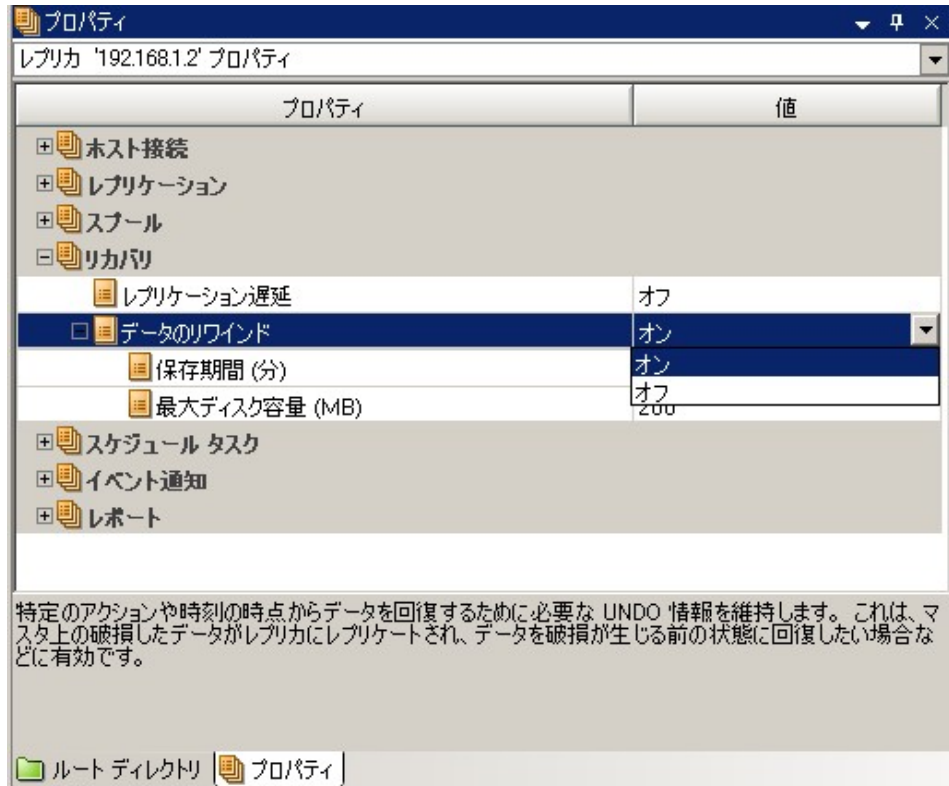 プロパティ
レプリカ '192.168.1.2' プロパティ
プロパティ 値
ホスト接続
レプリケーション
スプール
リカバリ
レプリケーション遅延 オフ
データのリワインド オン
保存期間 (分) オン
オフ
最大ディスク容量 (MB) 200
スケジュール タスク
イベント通知
レポート
特定のアクションや時刻の時点からデータを回復するために必要な UNDO 情報を維持します。これは、マ
スタ上の破損したデータがレプリカにレプリケートされ、データを破損が生じる前の状態に回復したい場合な
どに有効です。
ルート ディレクトリ プロパティ